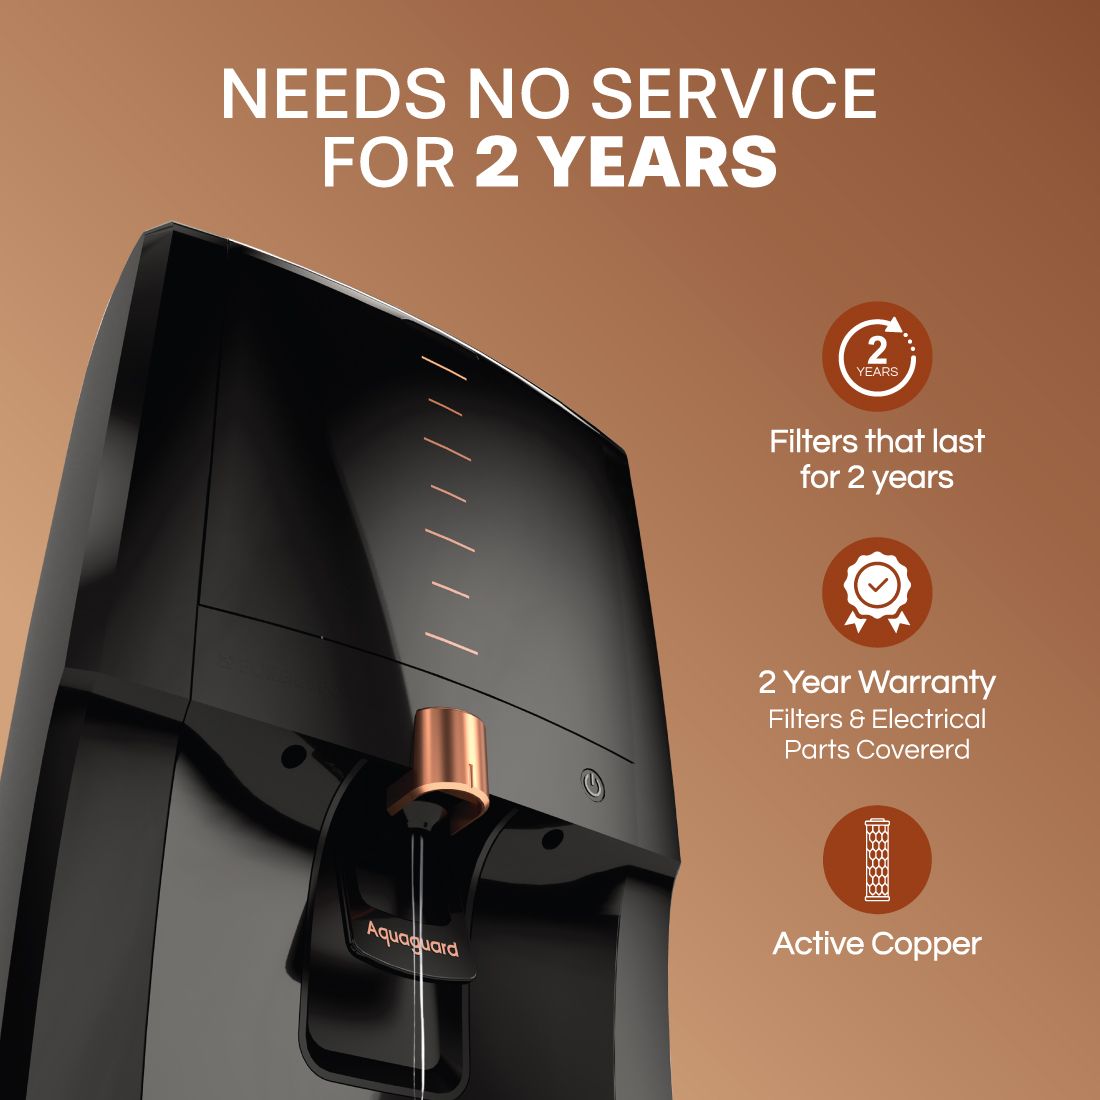 NEEDS NO SERVICE
FOR 2 YEARS
2
YEARS
Filters that last
for 2 years
2 Year Warranty
Filters & Electrical
Parts Covererd
Active Copper
Aquaguard